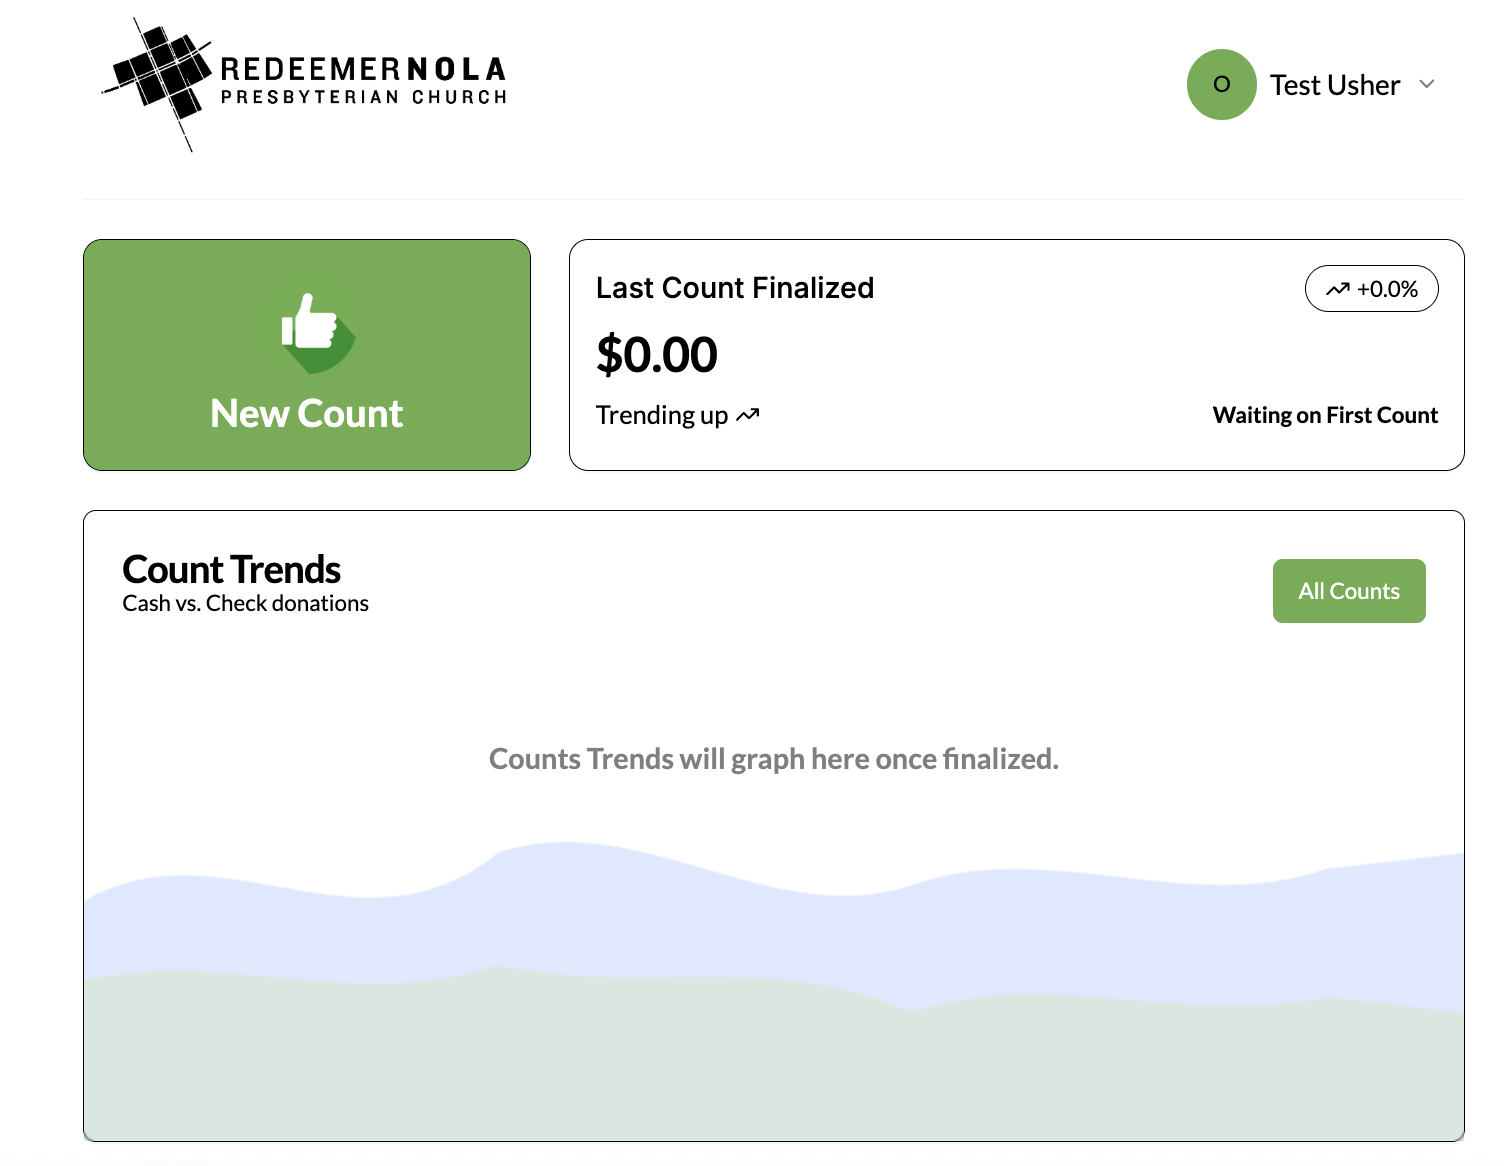 REDEEMERNOLA
PRESBYTERIAN CHURCH
O
Test Usher
New Count
Last Count Finalized
+0.0%
$0.00
Trending up
Waiting on First Count
Count Trends
Cash vs. Check donations
All Counts
Counts Trends will graph here once finalized.